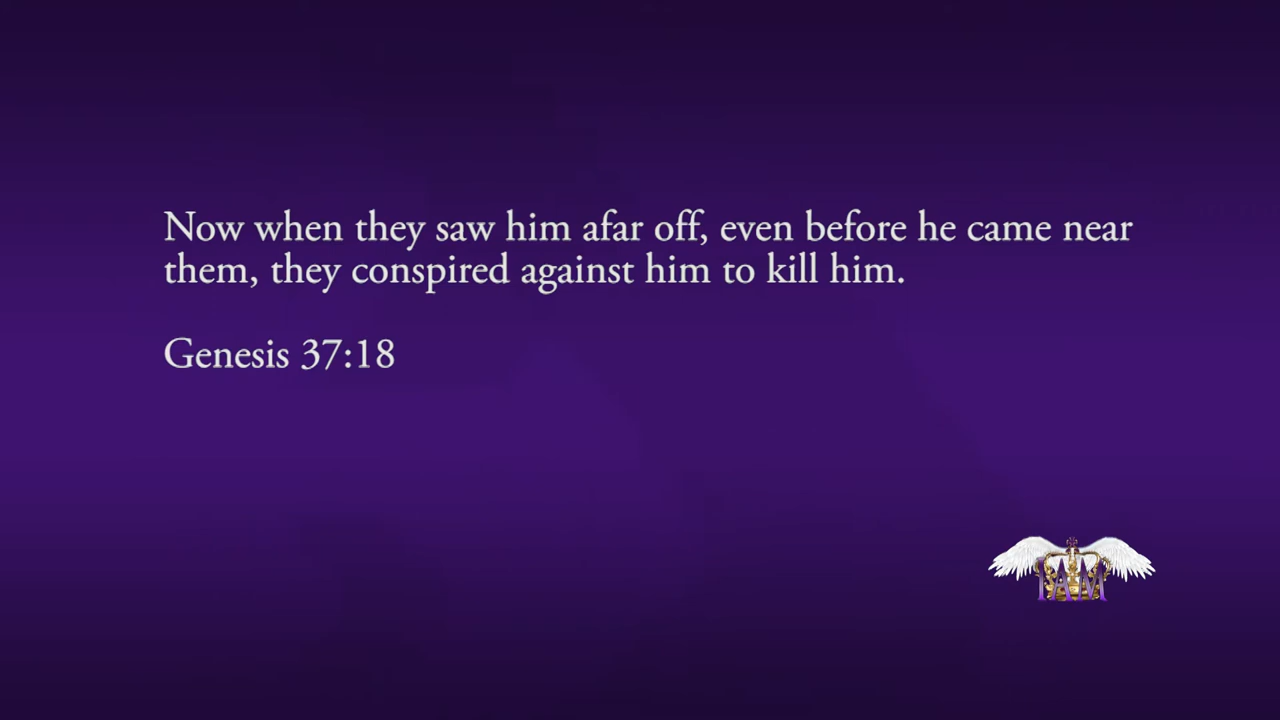 Now when they saw him afar off, even before he came near
them, they conspired against him to kill him.
Genesis 37:18
IAM